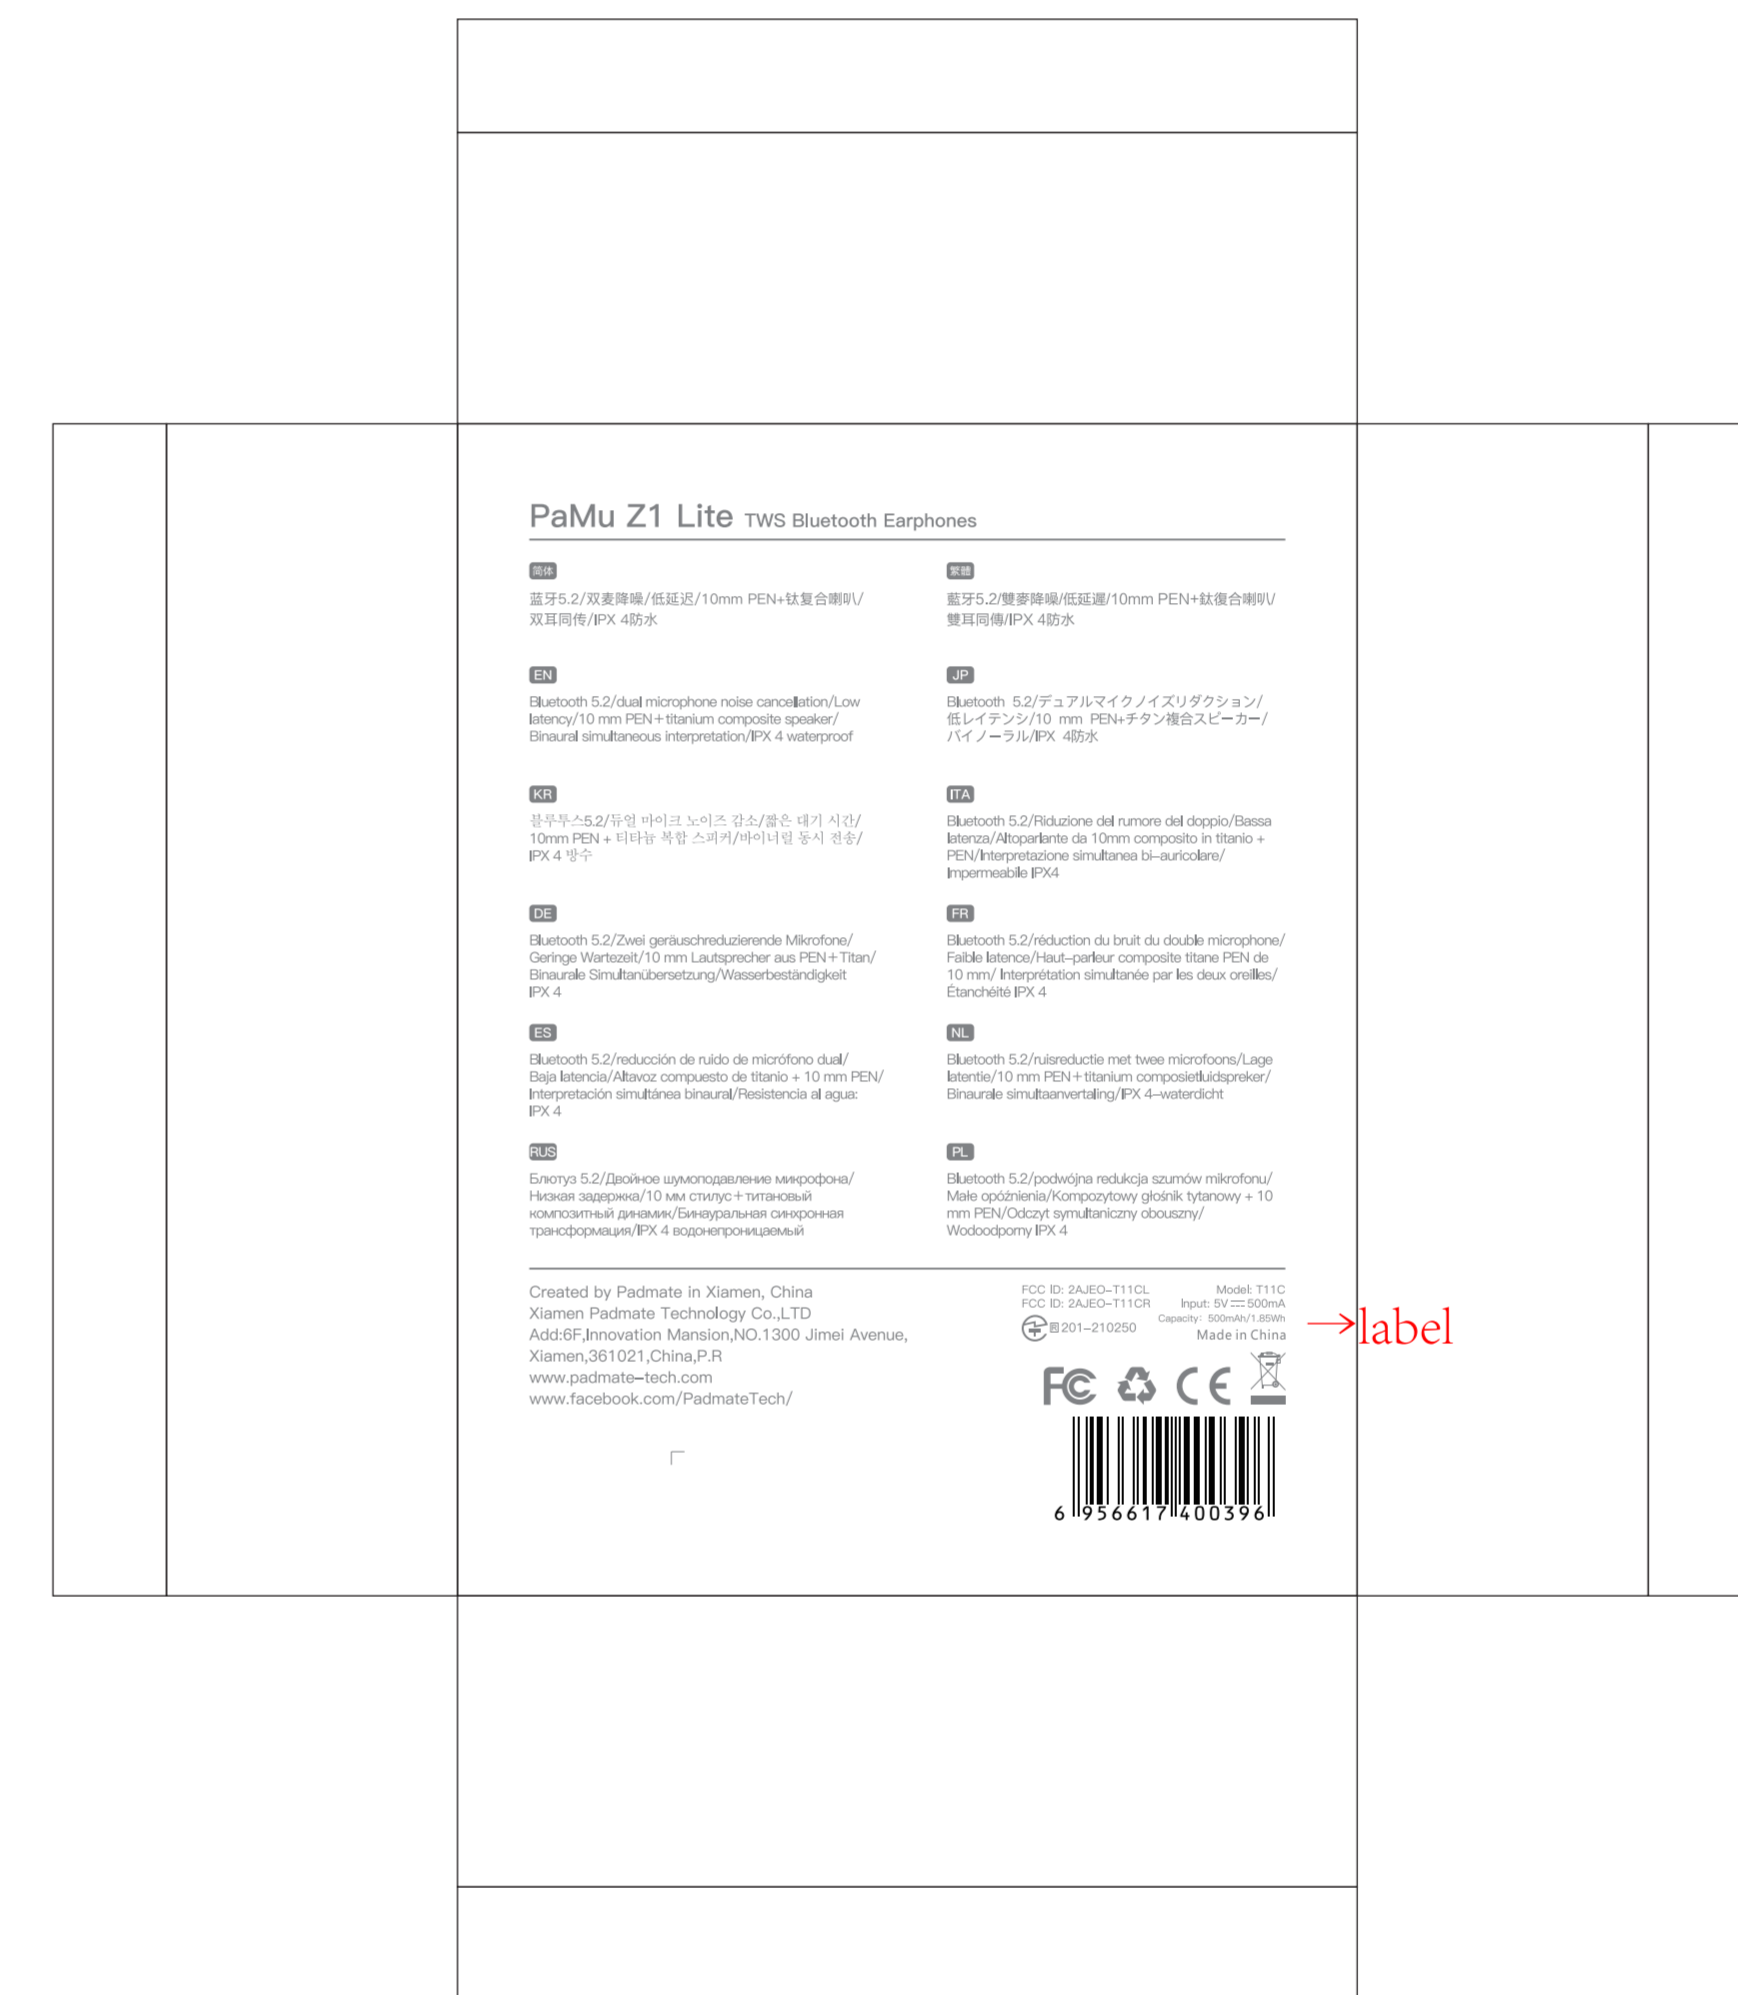 PaMu Z1 Lite TWS Bluetooth Earphones
简体
蓝牙5.2/双麦降噪/低延迟/10mm PEN+钛复合喇叭/
双耳同传/IPX 4防水
繁體
藍牙5.2/雙麥降噪/低延遲/10mm PEN+鈦復合喇叭/
雙耳同傳/IPX 4防水
EN
Bluetooth 5.2/dual microphone noise cancellation/Low
latency/10 mm PEN+titanium composite speaker/
Binaural simultaneous interpretation/IPX 4 waterproof
JP
Bluetooth 5.2/デュアルマイクノイズリダクション/
低レイテンシ/10 mm PEN+チタン複合スピーカー/
バイノーラル/IPX 4防水
KR
블루투스5.2/듀얼 마이크 노이즈 감소/짧은 대기 시간/
10mm PEN + 티타늄 복합 스피커/바이너럴 동시 전송/
IPX 4 방수
ITA
Bluetooth 5.2/Riduzione del rumore del doppio/Bassa
latenza/Altoparlante da 10mm composito in titanio +
PEN/Interpretazione simultanea bi-auricolare/
Impermeabile IPX4
DE
Bluetooth 5.2/Zwei geräuschreduzierende Mikrofone/
Geringe Wartezeit/10 mm Lautsprecher aus PEN+Titan/
Binaurale Simultanübersetzung/Wasserbeständigkeit
IPX 4
FR
Bluetooth 5.2/réduction du bruit du double microphone/
Faible latence/Haut-parleur composite titane PEN de
10 mm/ Interprétation simultanée par les deux oreilles/
Étanchéité IPX 4
ES
Bluetooth 5.2/reducción de ruido de micrófono dual/
Baja latencia/Altavoz compuesto de titanio + 10 mm PEN/
Interpretación simultánea binaural/Resistencia al agua:
IPX 4
NL
Bluetooth 5.2/ruisreductie met twee microfoons/Lage
latentie/10 mm PEN+titanium composietluidspreker/
Binaurale simultaanvertaling/IPX 4-waterdicht
RUS
Блютуз 5.2/Двойное шумоподавление микрофона/
Низкая задержка/10 мм стилус+титановый
композитный динамик/Бинауральная синхронная
трансформация/IPX 4 водонепроницаемый
PL
Bluetooth 5.2/podwójna redukcja szumów mikrofonu/
Małe opóźnienia/Kompozytowy głośnik tytanowy + 10
mm PEN/Odczyt symultaniczny obouszny/
Wodoodporny IPX 4
Created by Padmate in Xiamen, China
Xiamen Padmate Technology Co.,LTD
Add:6F,Innovation Mansion,NO.1300 Jimei Avenue,
Xiamen,361021,China,P.R
www.padmate-tech.com
www.facebook.com/PadmateTech/
FCC ID: 2AJEO-T11CL
FCC ID: 2AJEO-T11CR
R 201-210250
Model: T11C
Input: 5V⎓500mA
Capacity: 500mAh/1.85Wh
Made in China
label
FC CE
6 956617 400396